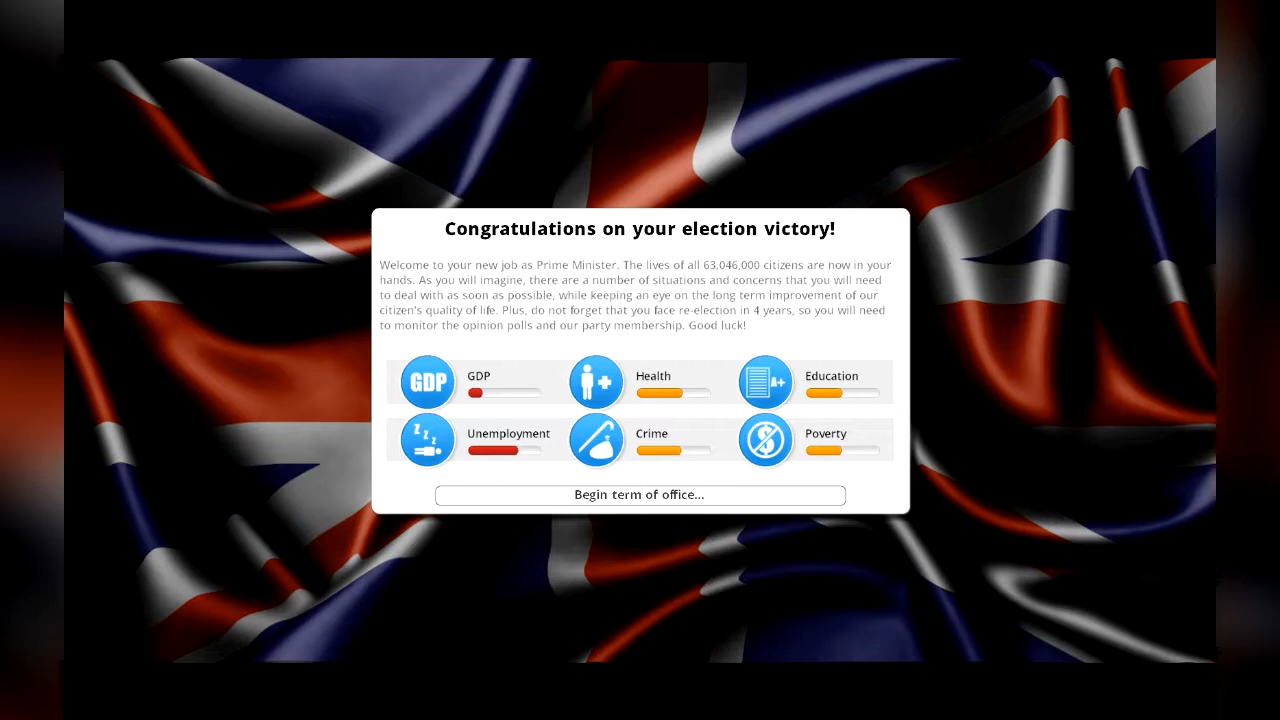 Congratulations on your election victory!
Welcome to your new job as Prime Minister. The lives of all 63,046,000 citizens are now in your
hands. As you will imagine, there are a number of situations and concerns that you will need
to deal with as soon as possible, while keeping an eye on the long term improvement of our
citizen's quality of life. Plus, do not forget that you face re-election in 4 years, so you will need
to monitor the opinion polls and our party membership. Good luck!
GDP GDP Health A+ Education
z z z Unemployment Crime $ Poverty
Begin term of office...